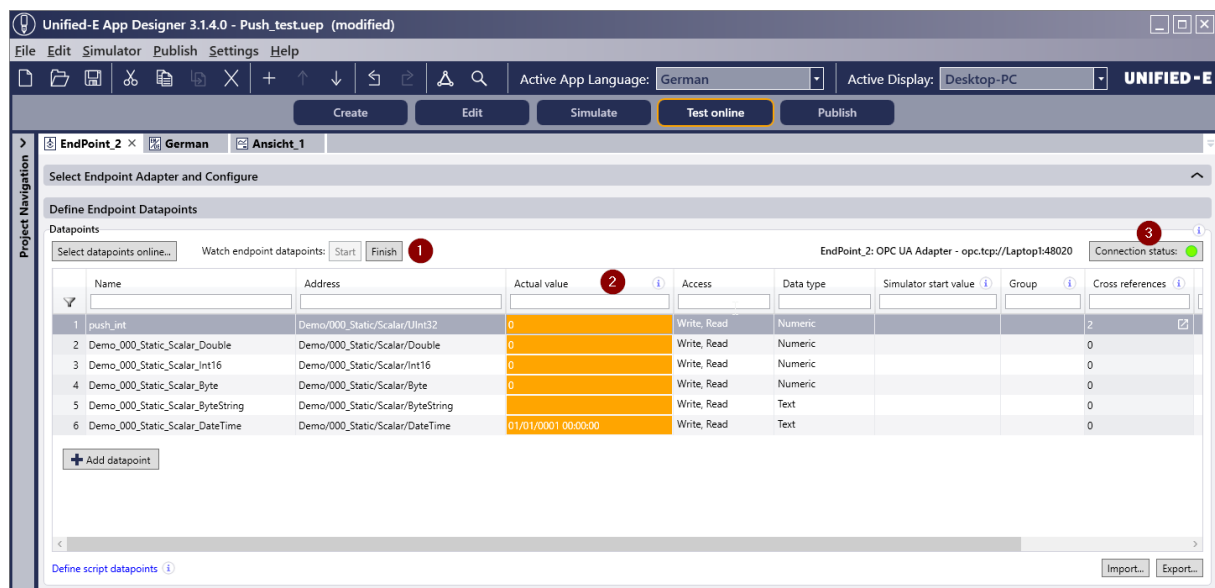 Unified-E App Designer 3.1.4.0 - Push_test.uep (modified)
File Edit Simulator Publish Settings Help
Active App Language: German Active Display: Desktop-PC UNIFIED-E
Create Edit Simulate Test online Publish
Project Navigation
EndPoint_2 German Ansicht_1
Select Endpoint Adapter and Configure
Define Endpoint Datapoints
Datapoints
Select datapoints online... Watch endpoint datapoints: Start Finish 1 EndPoint_2: OPC UA Adapter - opc.tcp://Laptop1:48020 3 Connection status:
Name Address Actual value 2 Access Data type Simulator start value Group Cross references
1 push_int Demo/000_Static/Scalar/UInt32 0 Write, Read Numeric 2
2 Demo_000_Static_Scalar_Double Demo/000_Static/Scalar/Double 0 Write, Read Numeric 0
3 Demo_000_Static_Scalar_Int16 Demo/000_Static/Scalar/Int16 0 Write, Read Numeric 0
4 Demo_000_Static_Scalar_Byte Demo/000_Static/Scalar/Byte 0 Write, Read Numeric 0
5 Demo_000_Static_Scalar_ByteString Demo/000_Static/Scalar/ByteString Write, Read Text 0
6 Demo_000_Static_Scalar_DateTime Demo/000_Static/Scalar/DateTime 01/01/0001 00:00:00 Write, Read Text 0
Add datapoint
Define script datapoints
Import... Export...